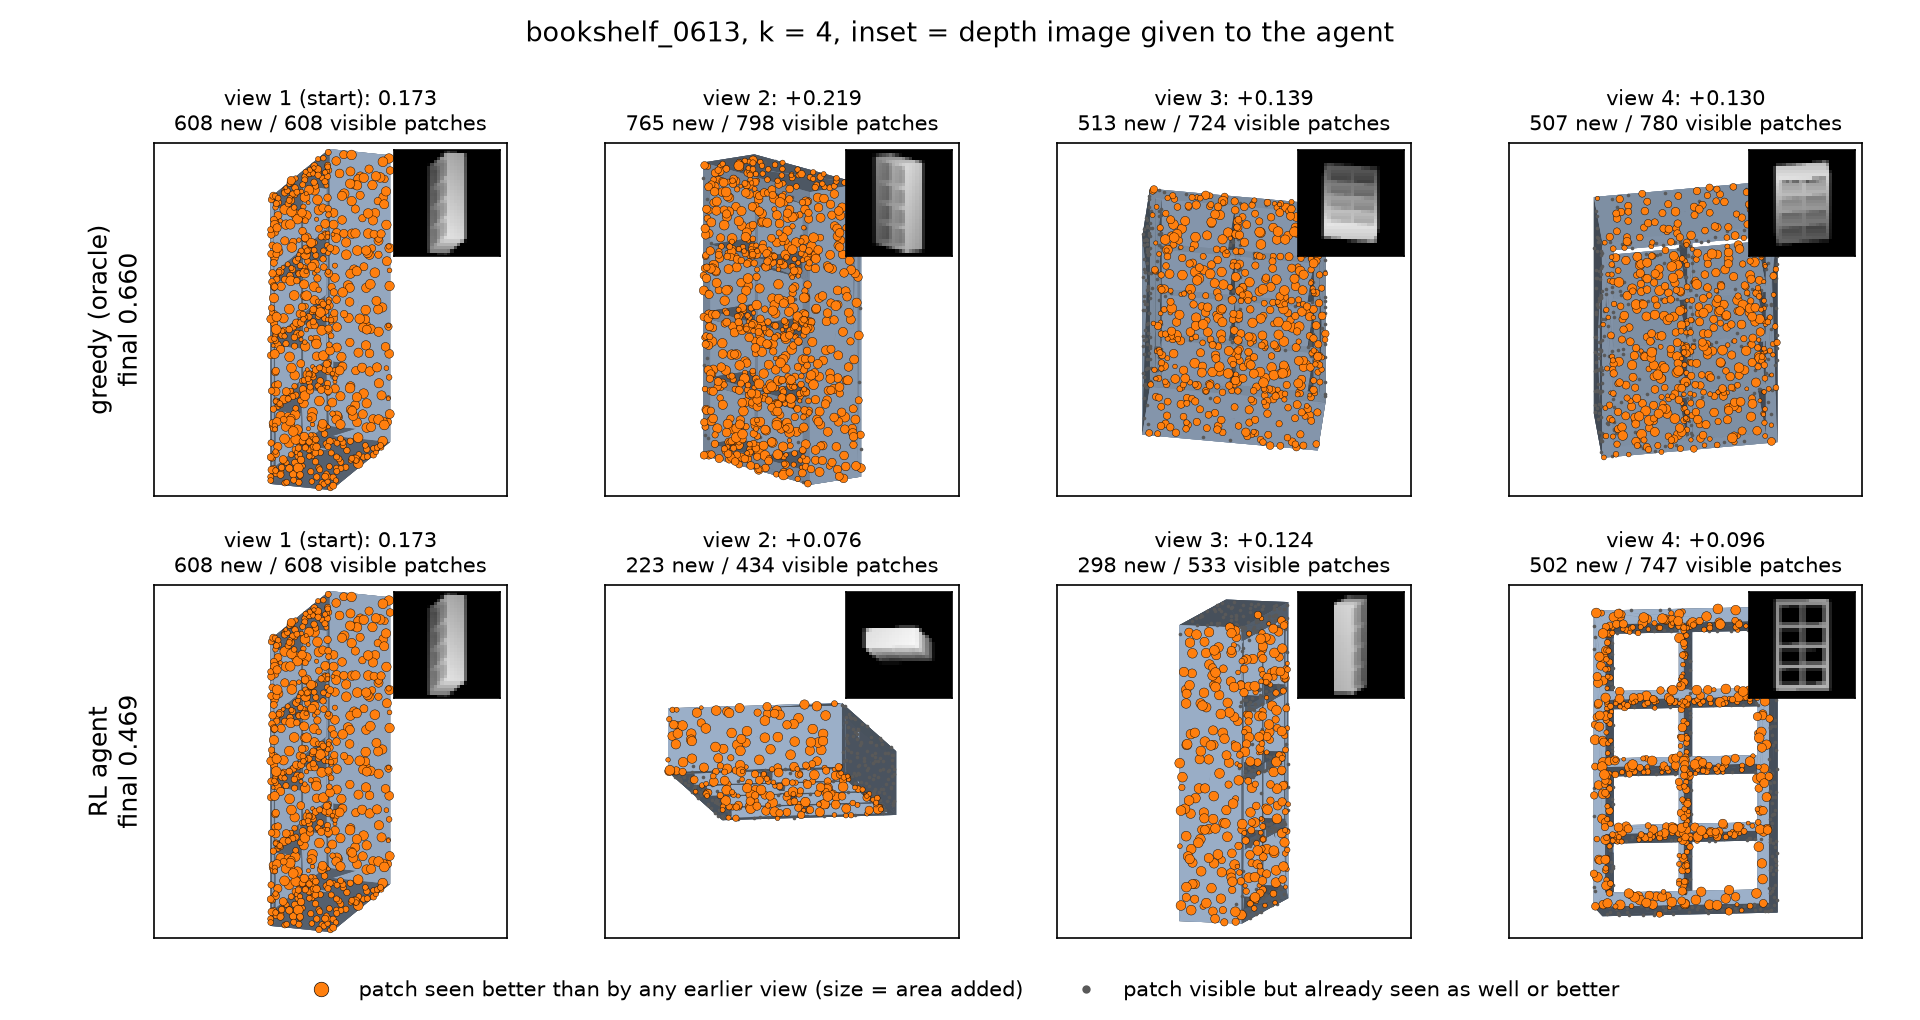 bookshelf_0613, k = 4, inset = depth image given to the agent
greedy (oracle)
final 0.660
view 1 (start): 0.173
608 new / 608 visible patches
view 2: +0.219
765 new / 798 visible patches
view 3: +0.139
513 new / 724 visible patches
view 4: +0.130
507 new / 780 visible patches
RL agent
final 0.469
view 1 (start): 0.173
608 new / 608 visible patches
view 2: +0.076
223 new / 434 visible patches
view 3: +0.124
298 new / 533 visible patches
view 4: +0.096
502 new / 747 visible patches
patch seen better than by any earlier view (size = area added)
patch visible but already seen as well or better